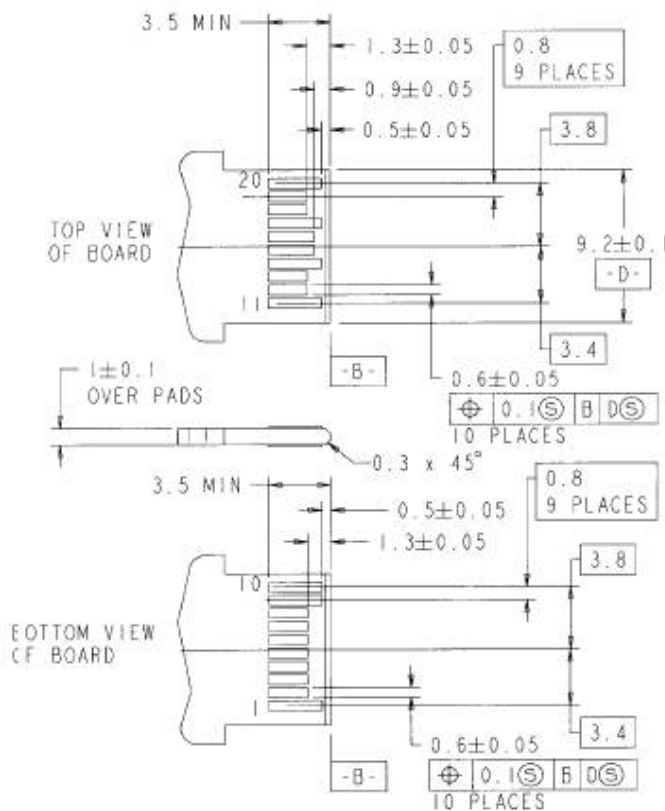 3.5 MIN
1.3±0.05
0.8
9 PLACES
0.9±0.05
0.5±0.05
3.8
20
TOP VIEW
OF BOARD
9.2±0.1
-D-
11
3.4
-B-
1±0.1
OVER PADS
0.6±0.05
⌖ 0.1Ⓢ B DⓈ
10 PLACES
0.3 x 45°
3.5 MIN
0.8
9 PLACES
0.5±0.05
1.3±0.05
3.8
10
BOTTOM VIEW
OF BOARD
1
3.4
0.6±0.05
-B-
⌖ 0.1Ⓢ B DⓈ
10 PLACES